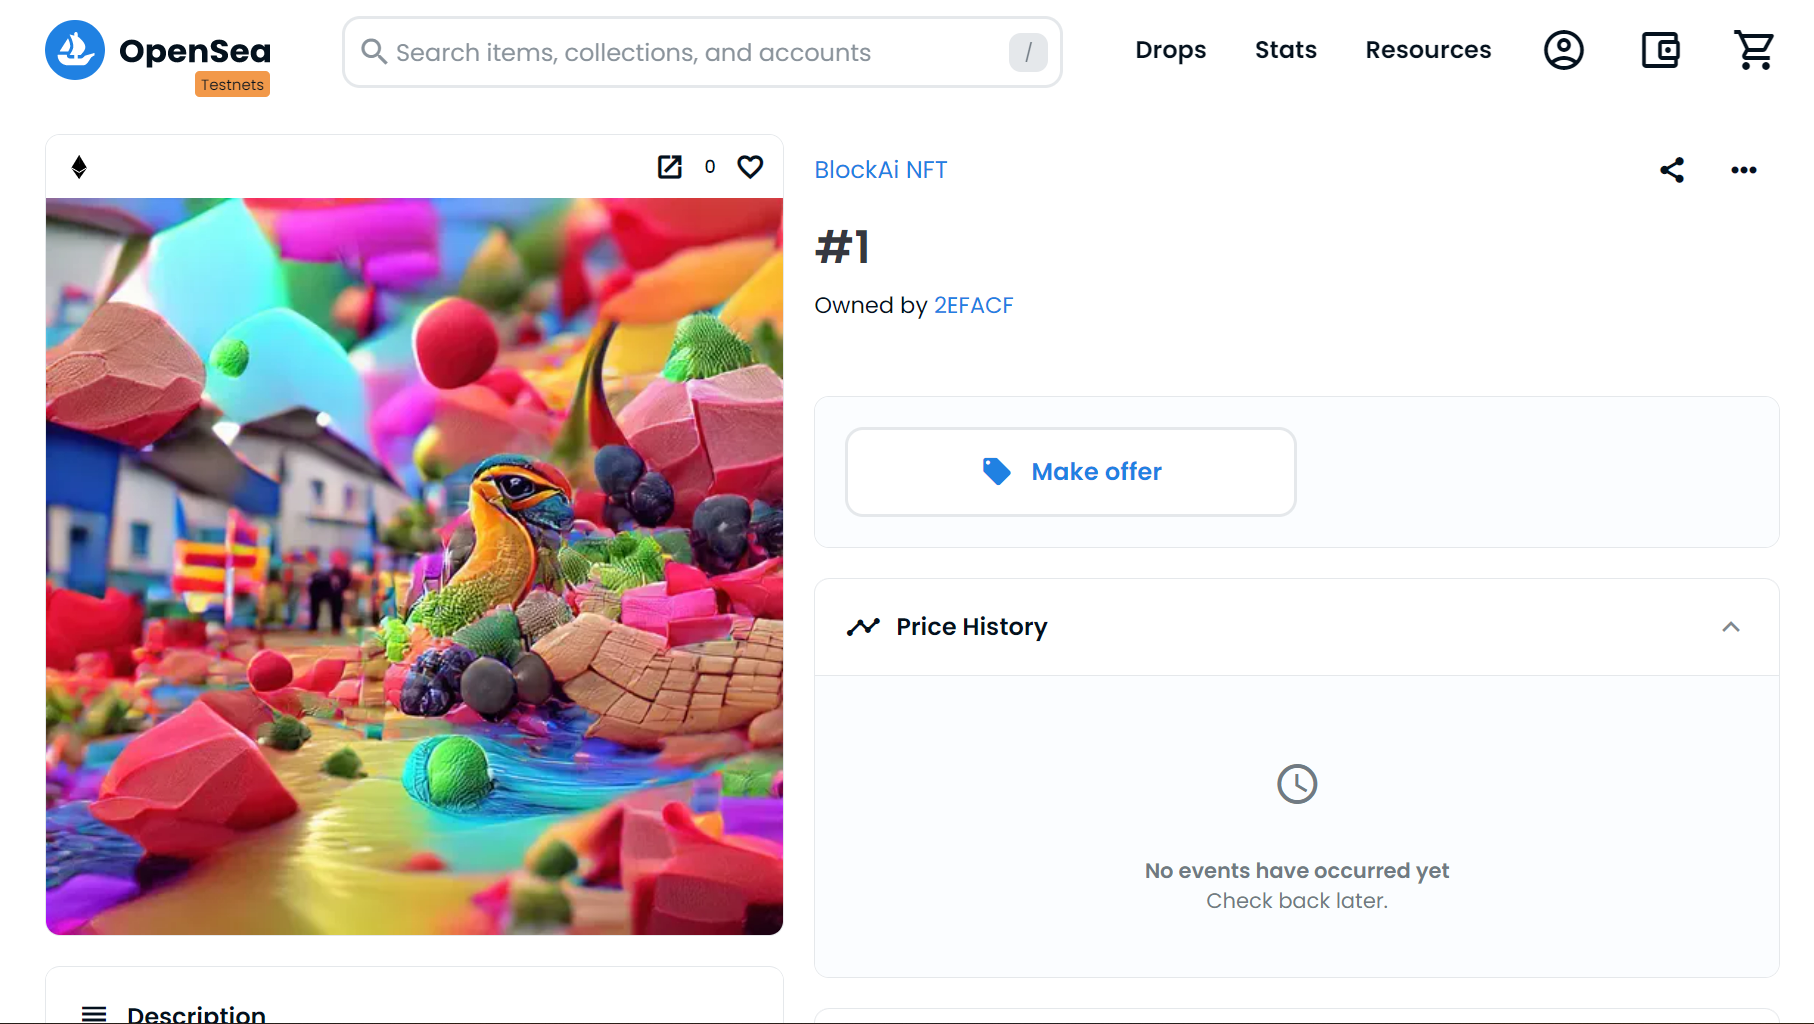 OpenSea
Testnets
Search items, collections, and accounts
/
Drops
Stats
Resources
0
BlockAi NFT
#1
Owned by 2EFACF
Make offer
Price History
No events have occurred yet
Check back later.
Description